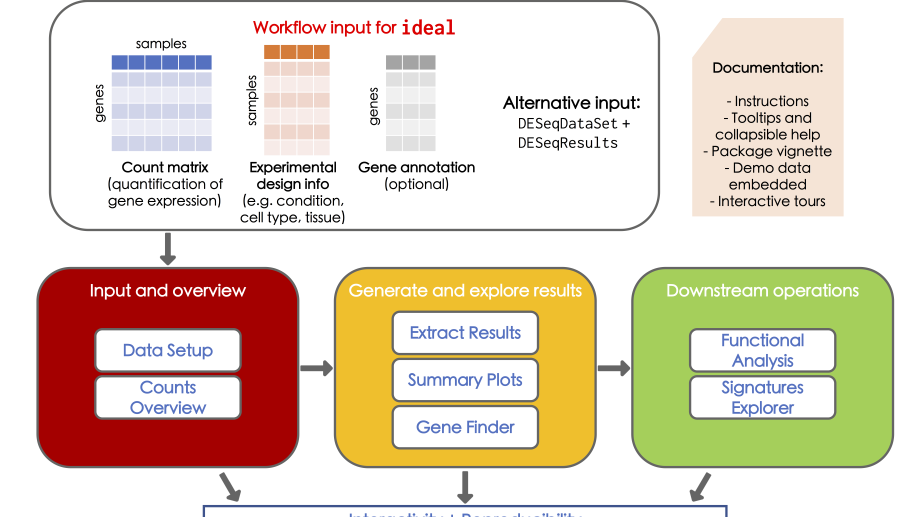 Workflow input for ideal
samples
genes
Count matrix
(quantification of
gene expression)
samples
Experimental
design info
(e.g. condition,
cell type, tissue)
genes
Gene annotation
(optional)
Alternative input:
DESeqDataSet +
DESeqResults
Documentation:
- Instructions
- Tooltips and
collapsible help
- Package vignette
- Demo data
embedded
- Interactive tours
Input and overview
Data Setup
Counts
Overview
Generate and explore results
Extract Results
Summary Plots
Gene Finder
Downstream operations
Functional
Analysis
Signatures
Explorer
Interactivity + Reproducibility